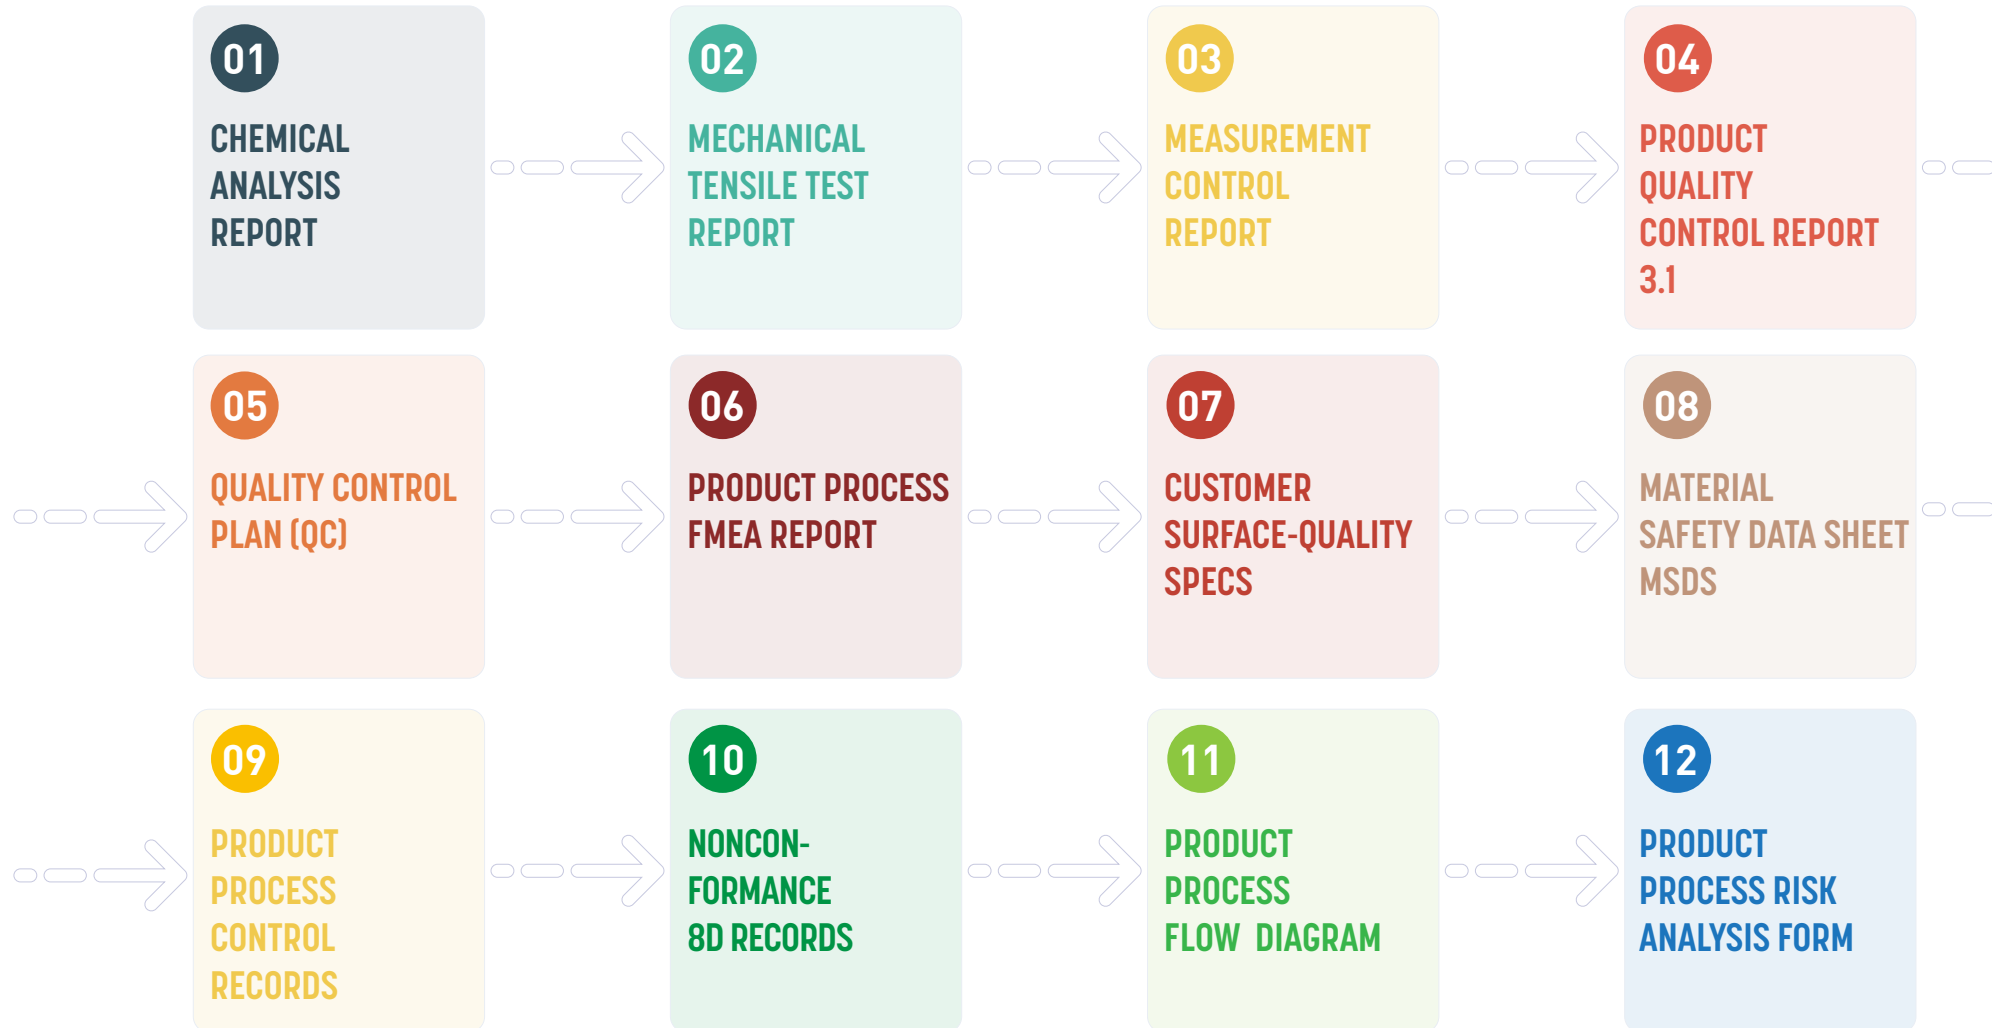 01
CHEMICAL
ANALYSIS
REPORT
02
MECHANICAL
TENSILE TEST
REPORT
03
MEASUREMENT
CONTROL
REPORT
04
PRODUCT
QUALITY
CONTROL REPORT
3.1
05
QUALITY CONTROL
PLAN (QC)
06
PRODUCT PROCESS
FMEA REPORT
07
CUSTOMER
SURFACE-QUALITY
SPECS
08
MATERIAL
SAFETY DATA SHEET
MSDS
09
PRODUCT
PROCESS
CONTROL
RECORDS
10
NONCON-
FORMANCE
8D RECORDS
11
PRODUCT
PROCESS
FLOW DIAGRAM
12
PRODUCT
PROCESS RISK
ANALYSIS FORM